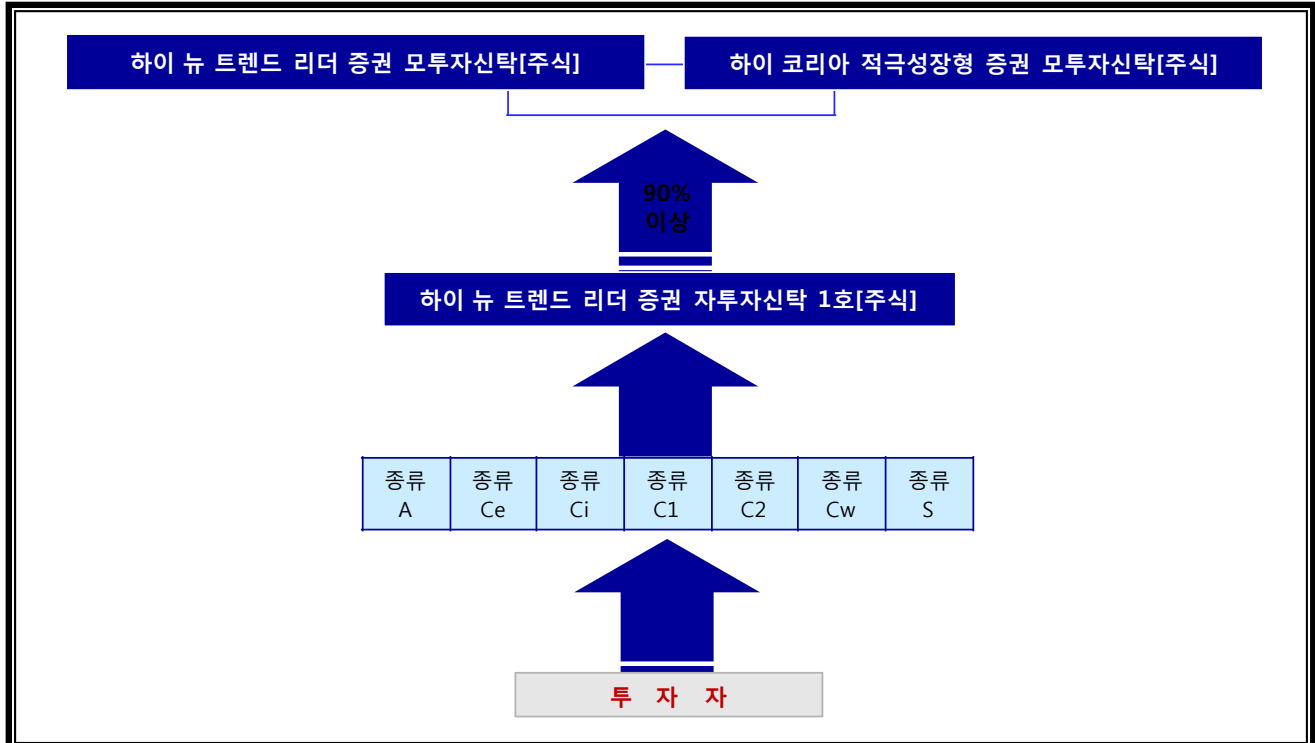 하이 뉴 트렌드 리더 증권 모투자신탁[주식]
하이 코리아 적극성장형 증권 모투자신탁[주식]
90%
이상
하이 뉴 트렌드 리더 증권 자투자신탁 1호[주식]
종류
A
종류
Ce
종류
Ci
종류
C1
종류
C2
종류
Cw
종류
S
투 자 자